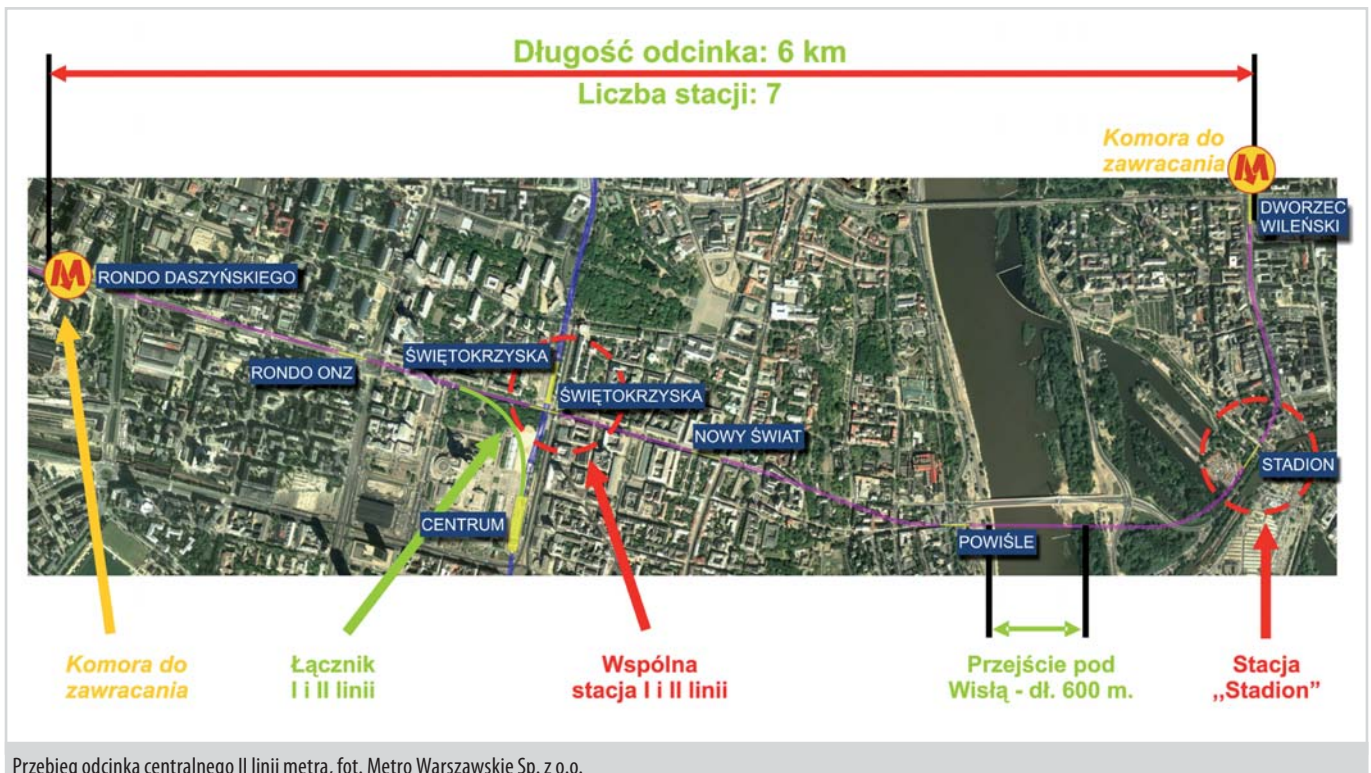 Długość odcinka: 6 km
Liczba stacji: 7
Komora do
zawracania
DWORZEC
WILEŃSKI
RONDO DASZYŃSKIEGO
ŚWIĘTOKRZYSKA
RONDO ONZ
ŚWIĘTOKRZYSKA
NOWY ŚWIAT
STADION
CENTRUM
POWIŚLE
Komora do
zawracania
Łącznik
I i II linii
Wspólna
stacja I i II linii
Przejście pod
Wisłą - dł. 600 m.
Stacja
,,Stadion”
Przebieg odcinka centralnego II linii metra, fot. Metro Warszawskie Sp. z o.o.